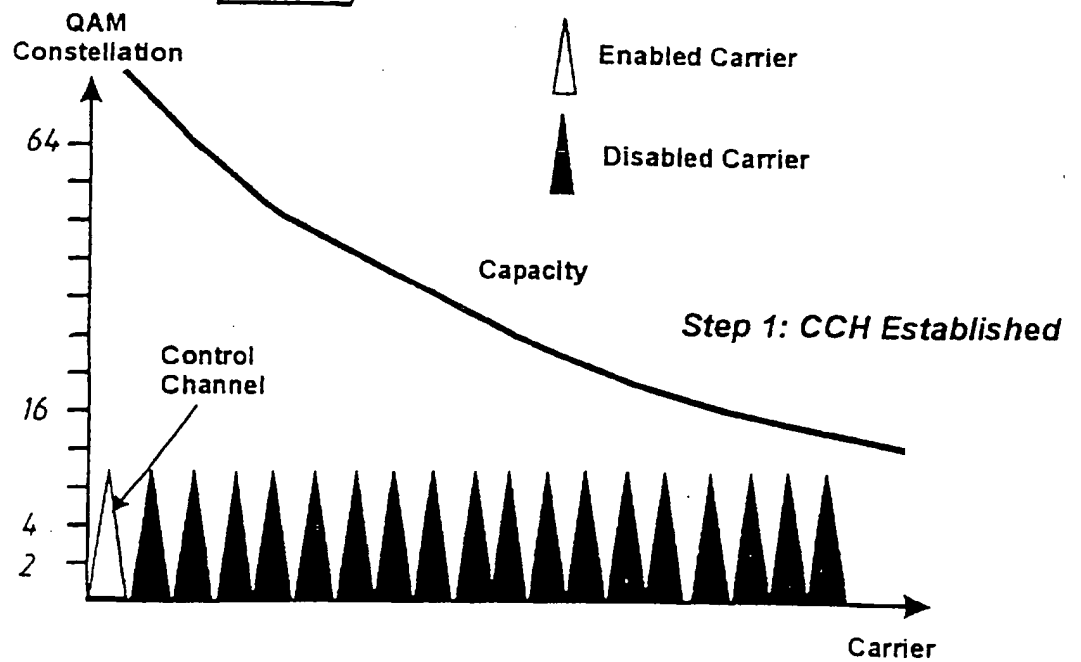 QAM
Constellation
Enabled Carrier
64
Disabled Carrier
Capacity
Step 1: CCH Established
Control
Channel
16
4
2
Carrier